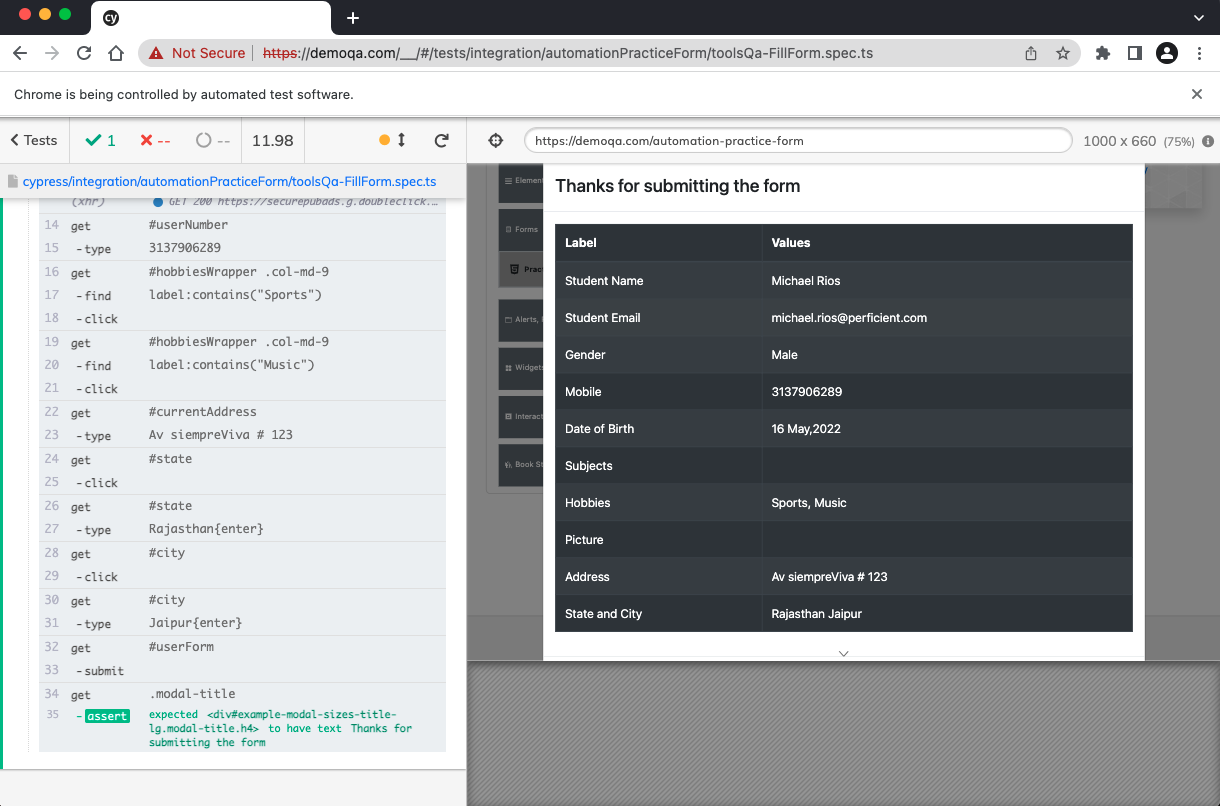 cy
Not Secure https://demoqa.com/__/#/tests/integration/automationPracticeForm/toolsQa-FillForm.spec.ts
Chrome is being controlled by automated test software.
Tests 1 -- -- 11.98
https://demoqa.com/automation-practice-form 1000 x 660 (75%)
cypress/integration/automationPracticeForm/toolsQa-FillForm.spec.ts
(xhr) GET 200 https://securepubads.g.doubleclick.…
14 get #userNumber
15 -type 3137906289
16 get #hobbiesWrapper .col-md-9
17 -find label:contains("Sports")
18 -click
19 get #hobbiesWrapper .col-md-9
20 -find label:contains("Music")
21 -click
22 get #currentAddress
23 -type Av siempreViva # 123
24 get #state
25 -click
26 get #state
27 -type Rajasthan{enter}
28 get #city
29 -click
30 get #city
31 -type Jaipur{enter}
32 get #userForm
33 -submit
34 get .modal-title
35 -assert expected <div#example-modal-sizes-title-
lg.modal-title.h4> to have text Thanks for
submitting the form
Elemen
Forms
Prac
Alerts,
Widget
Interact
Book St
Thanks for submitting the form
Label Values
Student Name Michael Rios
Student Email michael.rios@perficient.com
Gender Male
Mobile 3137906289
Date of Birth 16 May,2022
Subjects
Hobbies Sports, Music
Picture
Address Av siempreViva # 123
State and City Rajasthan Jaipur